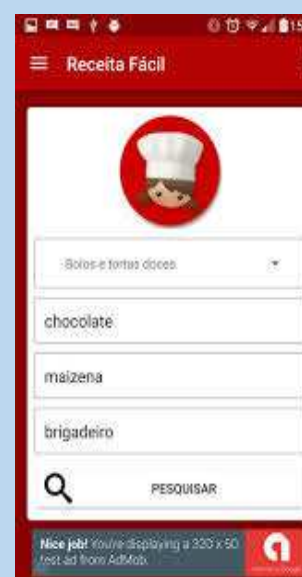 15
Receita Fácil
Bolos e tortas doces
chocolate
maizena
brigadeiro
PESQUISAR
Nice job! You're displaying a 320 x 50
test ad from AdMob.